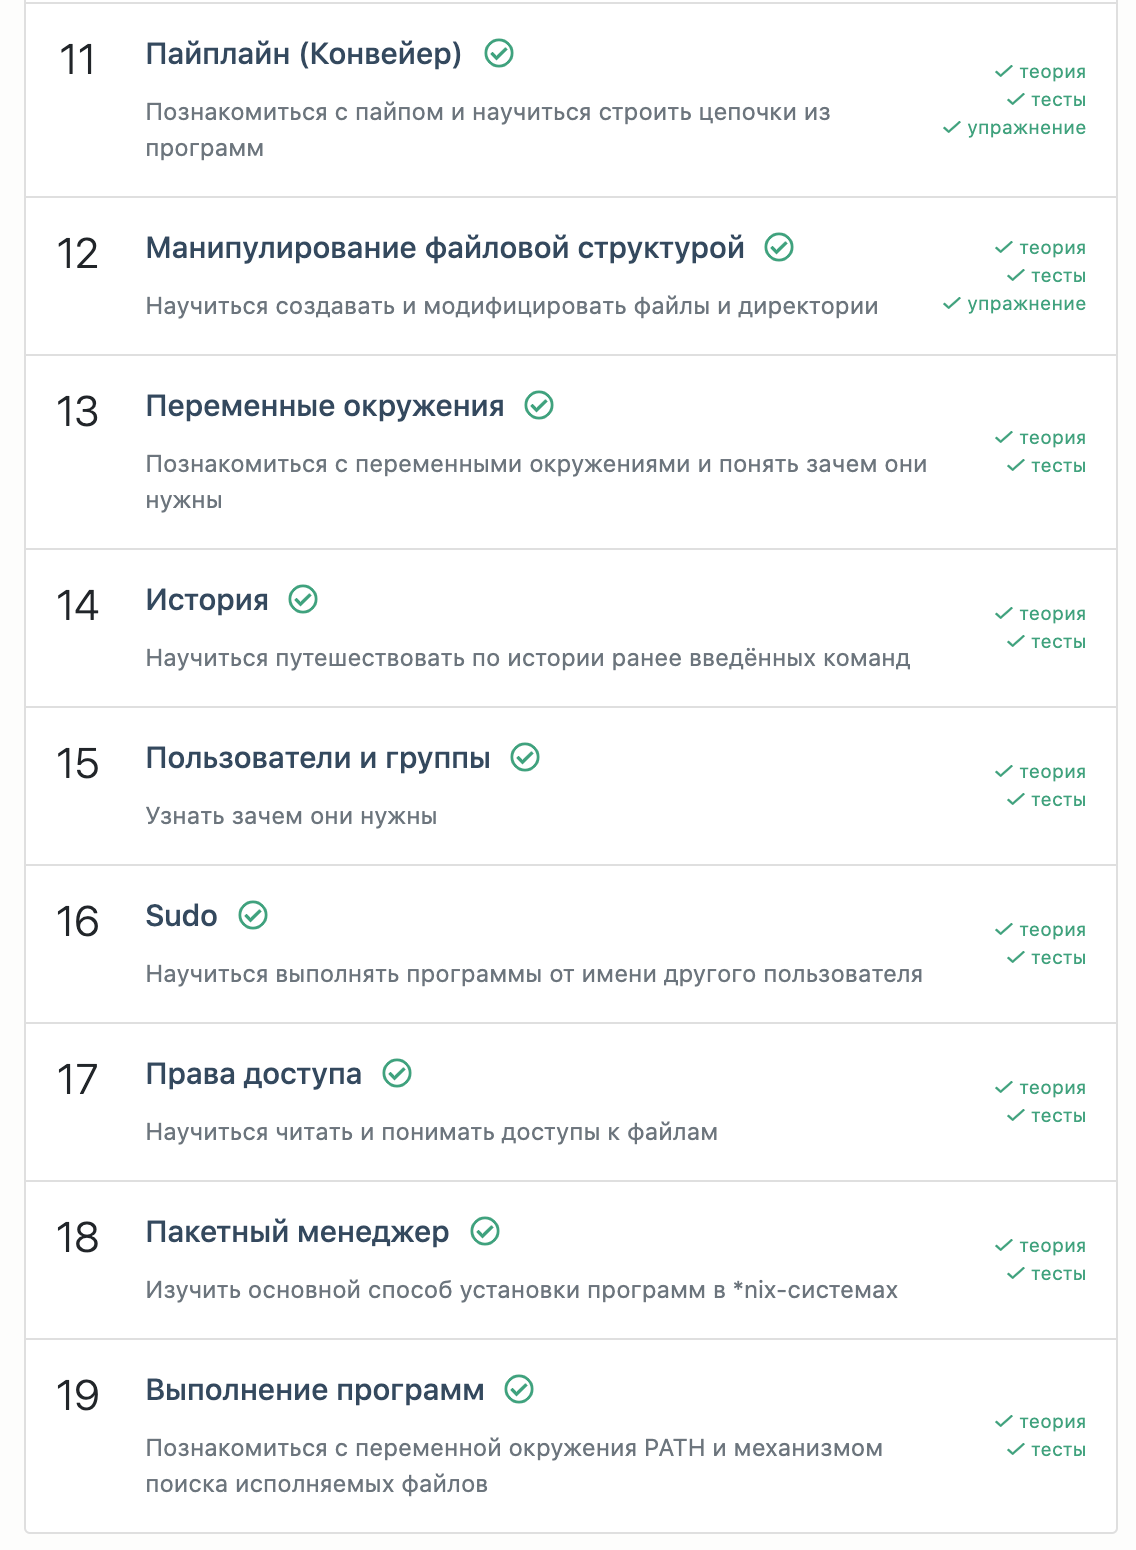 11
Пайплайн (Конвейер)
Познакомиться с пайпом и научиться строить цепочки из
программ
теория
тесты
упражнение
12
Манипулирование файловой структурой
Научиться создавать и модифицировать файлы и директории
теория
тесты
упражнение
13
Переменные окружения
Познакомиться с переменными окружениями и понять зачем они
нужны
теория
тесты
14
История
Научиться путешествовать по истории ранее введённых команд
теория
тесты
15
Пользователи и группы
Узнать зачем они нужны
теория
тесты
16
Sudo
Научиться выполнять программы от имени другого пользователя
теория
тесты
17
Права доступа
Научиться читать и понимать доступы к файлам
теория
тесты
18
Пакетный менеджер
Изучить основной способ установки программ в *nix-системах
теория
тесты
19
Выполнение программ
Познакомиться с переменной окружения PATH и механизмом
поиска исполняемых файлов
теория
тесты